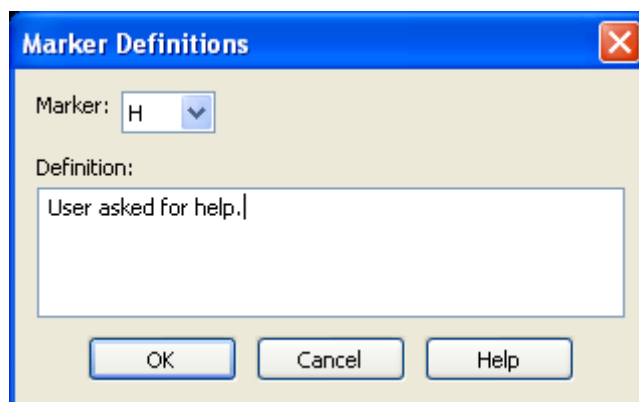 Marker Definitions
Marker: H
Definition:
User asked for help.
OK Cancel Help